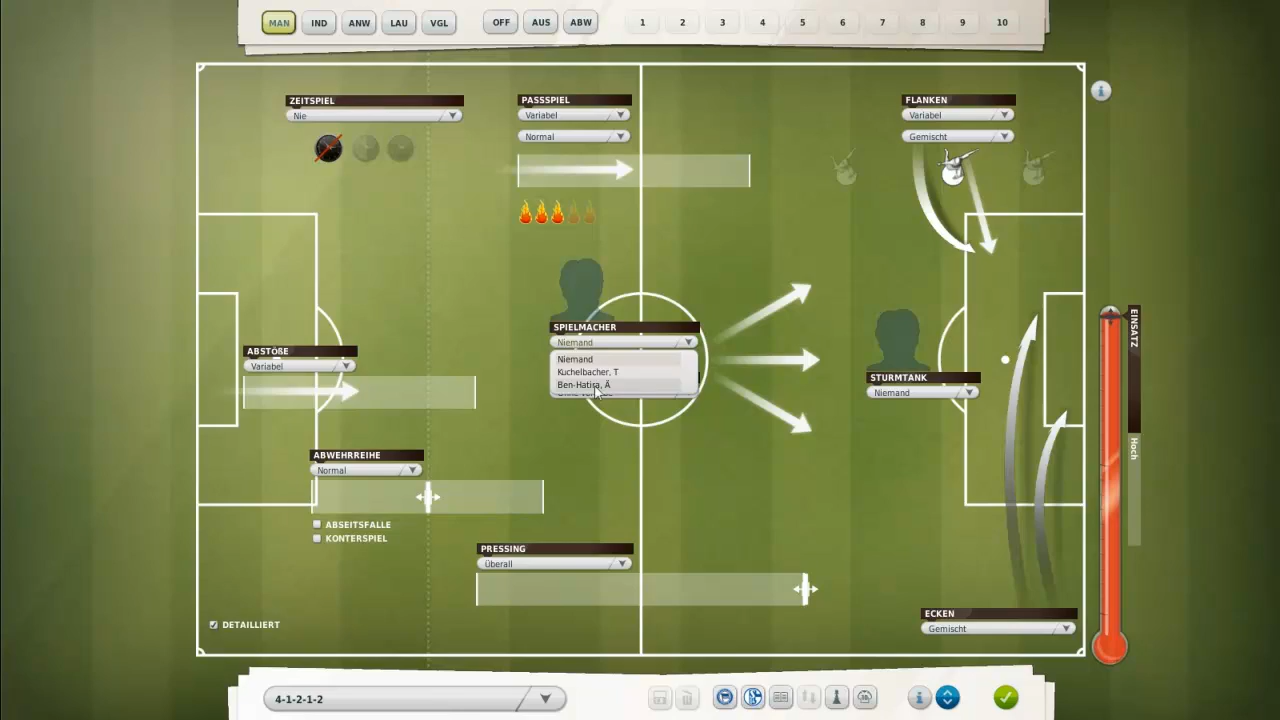 MAN IND ANW LAU VGL OFF AUS ABW 1 2 3 4 5 6 7 8 9 10
ZEITSPIEL
Nie
PASSSPIEL
Variabel
Normal
FLANKEN
Variabel
Gemischt
SPIELMACHER
Niemand
Niemand
Kuchelbacher, T
Ben-Hatira, Ä
ABSTÖßE
Variabel
STURMTANK
Niemand
EINSATZ
Hoch
ABWEHRREIHE
Normal
ABSEITSFALLE
KONTERSPIEL
PRESSING
Überall
DETAILLIERT
ECKEN
Gemischt
4-1-2-1-2